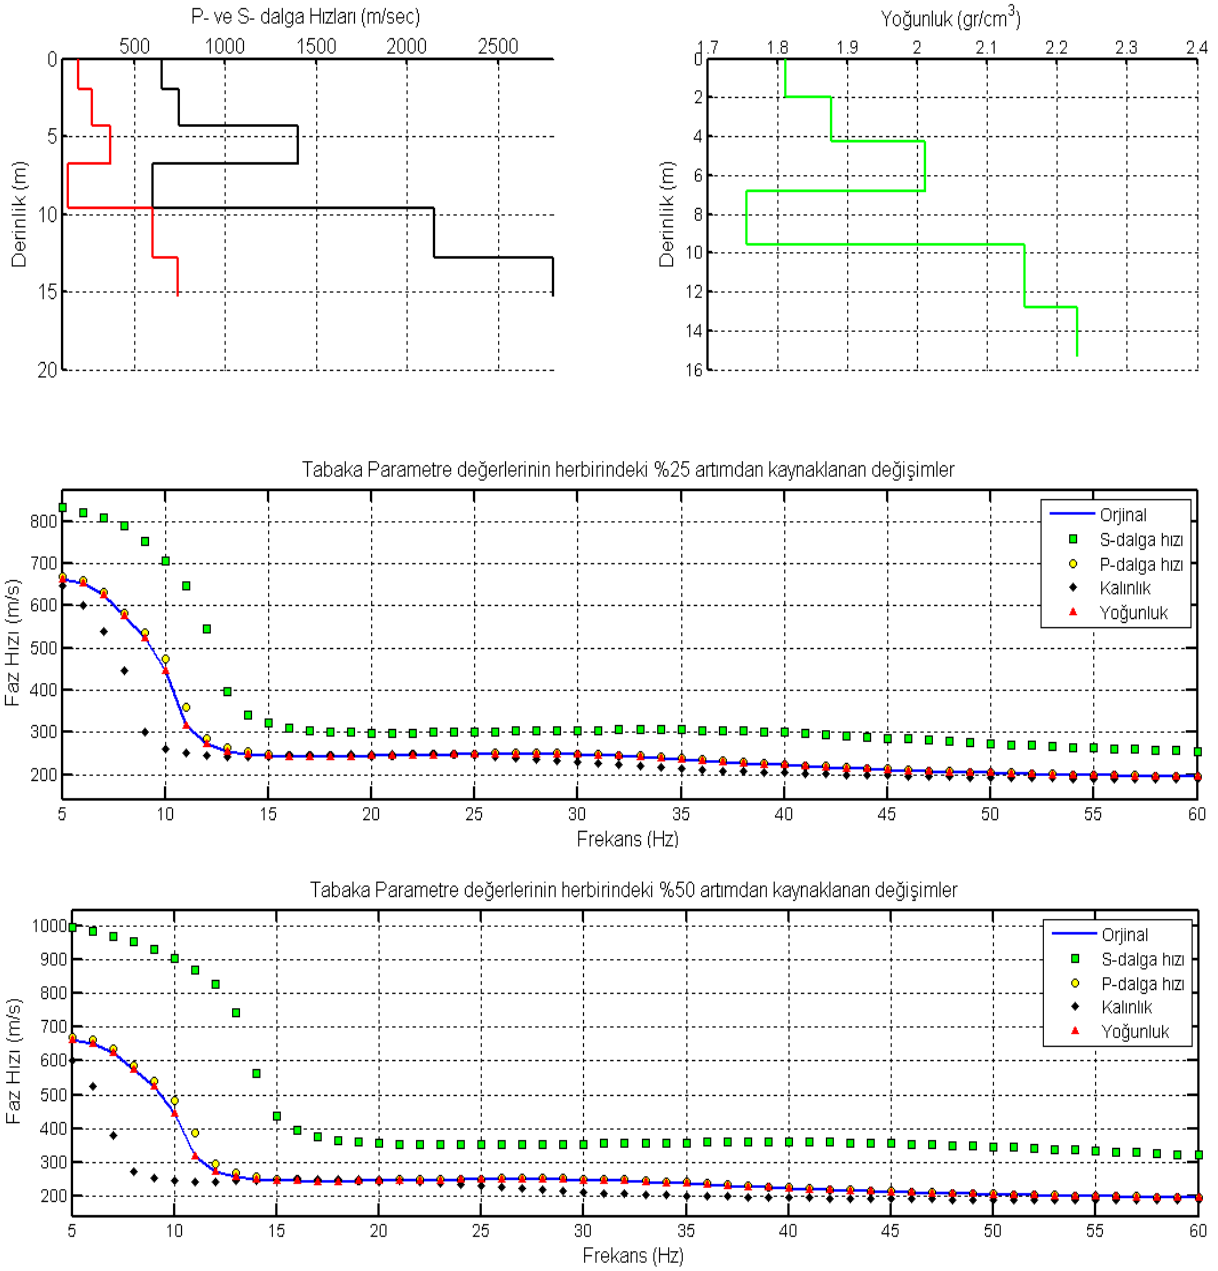 P- ve S- dalga Hızları (m/sec)
500 1000 1500 2000 2500
0
5
10
15
20
Derinlik (m)
Yoğunluk (gr/cm³)
1.7 1.8 1.9 2 2.1 2.2 2.3 2.4
0
2
4
6
8
10
12
14
16
Derinlik (m)
Tabaka Parametre değerlerinin herbirindeki %25 artımdan kaynaklanan değişimler
800
700
600
500
400
300
200
Faz Hızı (m/s)
Orjinal
S-dalga hızı
P-dalga hızı
Kalınlık
Yoğunluk
5 10 15 20 25 30 35 40 45 50 55 60
Frekans (Hz)
Tabaka Parametre değerlerinin herbirindeki %50 artımdan kaynaklanan değişimler
1000
900
800
700
600
500
400
300
200
Faz Hızı (m/s)
Orjinal
S-dalga hızı
P-dalga hızı
Kalınlık
Yoğunluk
5 10 15 20 25 30 35 40 45 50 55 60
Frekans (Hz)